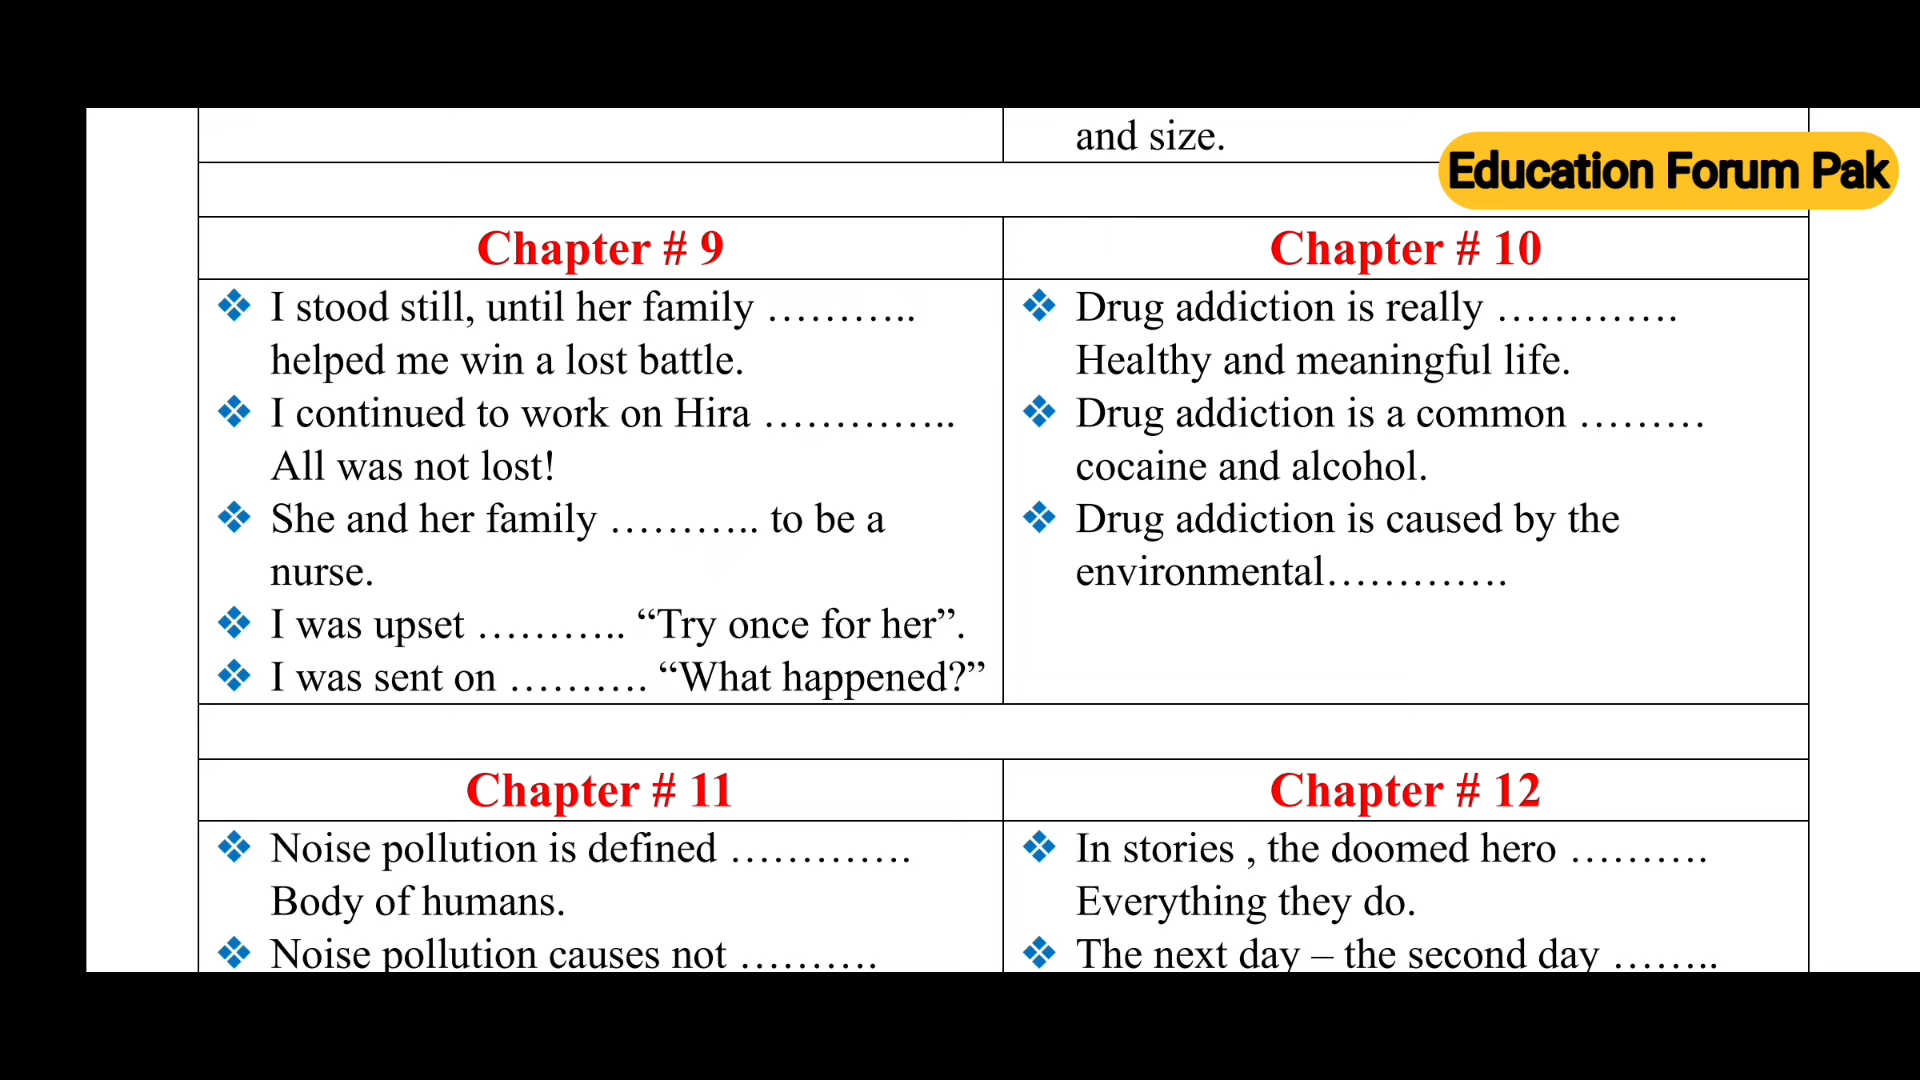 and size.
Education Forum Pak
Chapter # 9
❖ I stood still, until her family ………..
helped me win a lost battle.
❖ I continued to work on Hira …………..
All was not lost!
❖ She and her family ……….. to be a
nurse.
❖ I was upset ……….. “Try once for her”.
❖ I was sent on ………. “What happened?”
Chapter # 10
❖ Drug addiction is really ………….
Healthy and meaningful life.
❖ Drug addiction is a common ………
cocaine and alcohol.
❖ Drug addiction is caused by the
environmental………….
Chapter # 11
❖ Noise pollution is defined ………….
Body of humans.
❖ Noise pollution causes not ……….
Chapter # 12
❖ In stories , the doomed hero ……….
Everything they do.
❖ The next day – the second day ……..